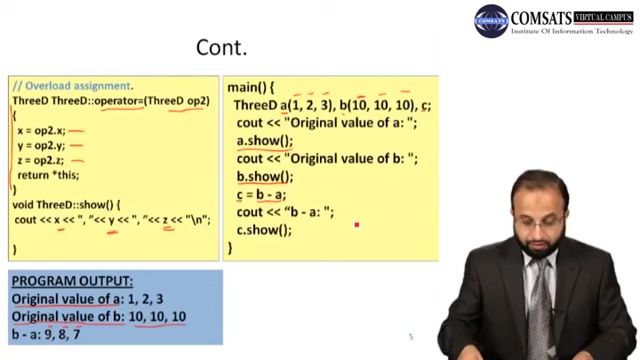 COMSATS VIRTUAL CAMPUS
Institute Of Information Technology
Cont.
// Overload assignment.
ThreeD ThreeD::operator=(ThreeD op2)
{
x = op2.x;
y = op2.y;
z = op2.z;
return *this;
}
void ThreeD::show() {
cout << x << ", "<< y << ", "<< z << "\n";
}
main() {
ThreeD a(1, 2, 3), b(10, 10, 10), c;
cout << "Original value of a: ";
a.show();
cout << "Original value of b: ";
b.show();
c = b - a;
cout << “b - a: ";
c.show();
}
PROGRAM OUTPUT:
Original value of a: 1, 2, 3
Original value of b: 10, 10, 10
b - a: 9, 8, 7
5